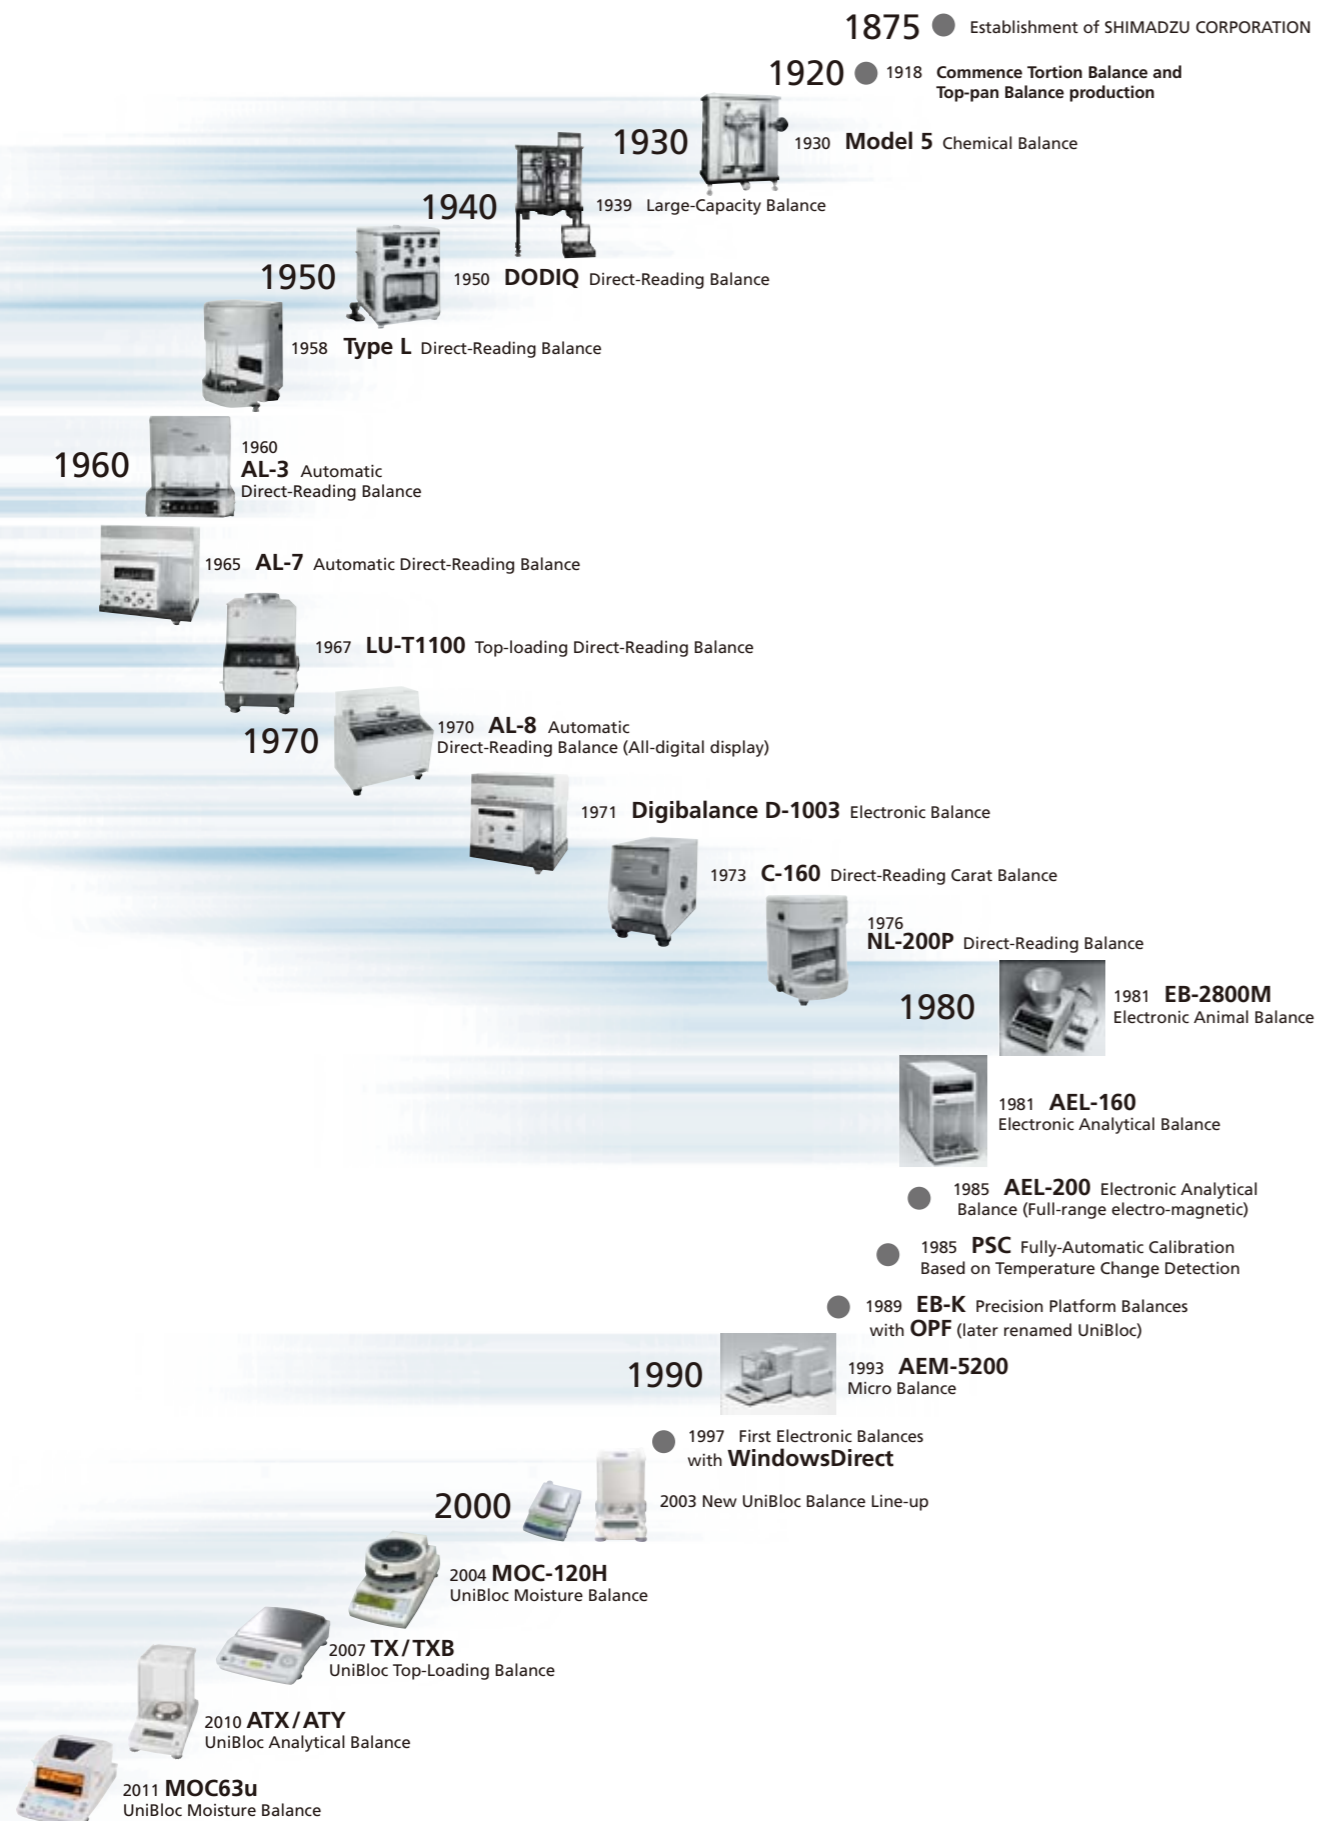 1875 Establishment of SHIMADZU CORPORATION
1920 1918 Commence Tortion Balance and
Top-pan Balance production
1930 1930 Model 5 Chemical Balance
1940 1939 Large-Capacity Balance
1950 1950 DODIQ Direct-Reading Balance
1958 Type L Direct-Reading Balance
1960 1960
AL-3 Automatic
Direct-Reading Balance
1965 AL-7 Automatic Direct-Reading Balance
1967 LU-T1100 Top-loading Direct-Reading Balance
1970 1970 AL-8 Automatic
Direct-Reading Balance (All-digital display)
1971 Digibalance D-1003 Electronic Balance
1973 C-160 Direct-Reading Carat Balance
1976
NL-200P Direct-Reading Balance
1980 1981 EB-2800M
Electronic Animal Balance
1981 AEL-160
Electronic Analytical Balance
1985 AEL-200 Electronic Analytical
Balance (Full-range electro-magnetic)
1985 PSC Fully-Automatic Calibration
Based on Temperature Change Detection
1989 EB-K Precision Platform Balances
with OPF (later renamed UniBloc)
1990 1993 AEM-5200
Micro Balance
1997 First Electronic Balances
with WindowsDirect
2000 2003 New UniBloc Balance Line-up
2004 MOC-120H
UniBloc Moisture Balance
2007 TX/TXB
UniBloc Top-Loading Balance
2010 ATX/ATY
UniBloc Analytical Balance
2011 MOC63u
UniBloc Moisture Balance